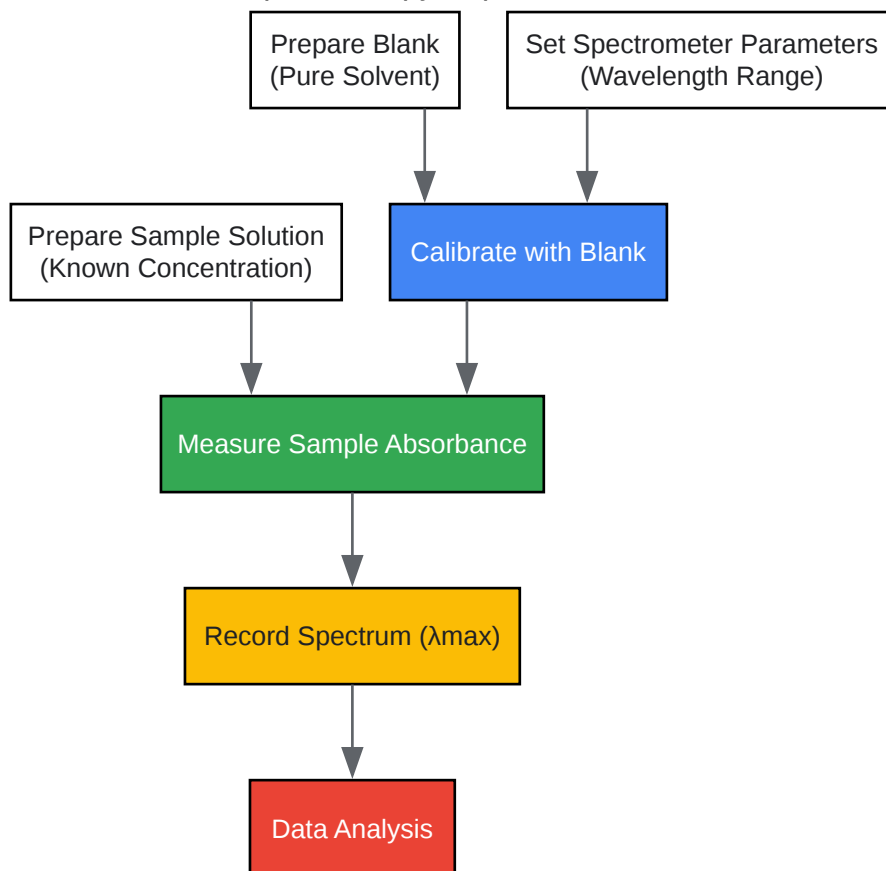 Prepare Blank
(Pure Solvent)
Set Spectrometer Parameters
(Wavelength Range)
Prepare Sample Solution
(Known Concentration)
Calibrate with Blank
Measure Sample Absorbance
Record Spectrum (λmax)
Data Analysis